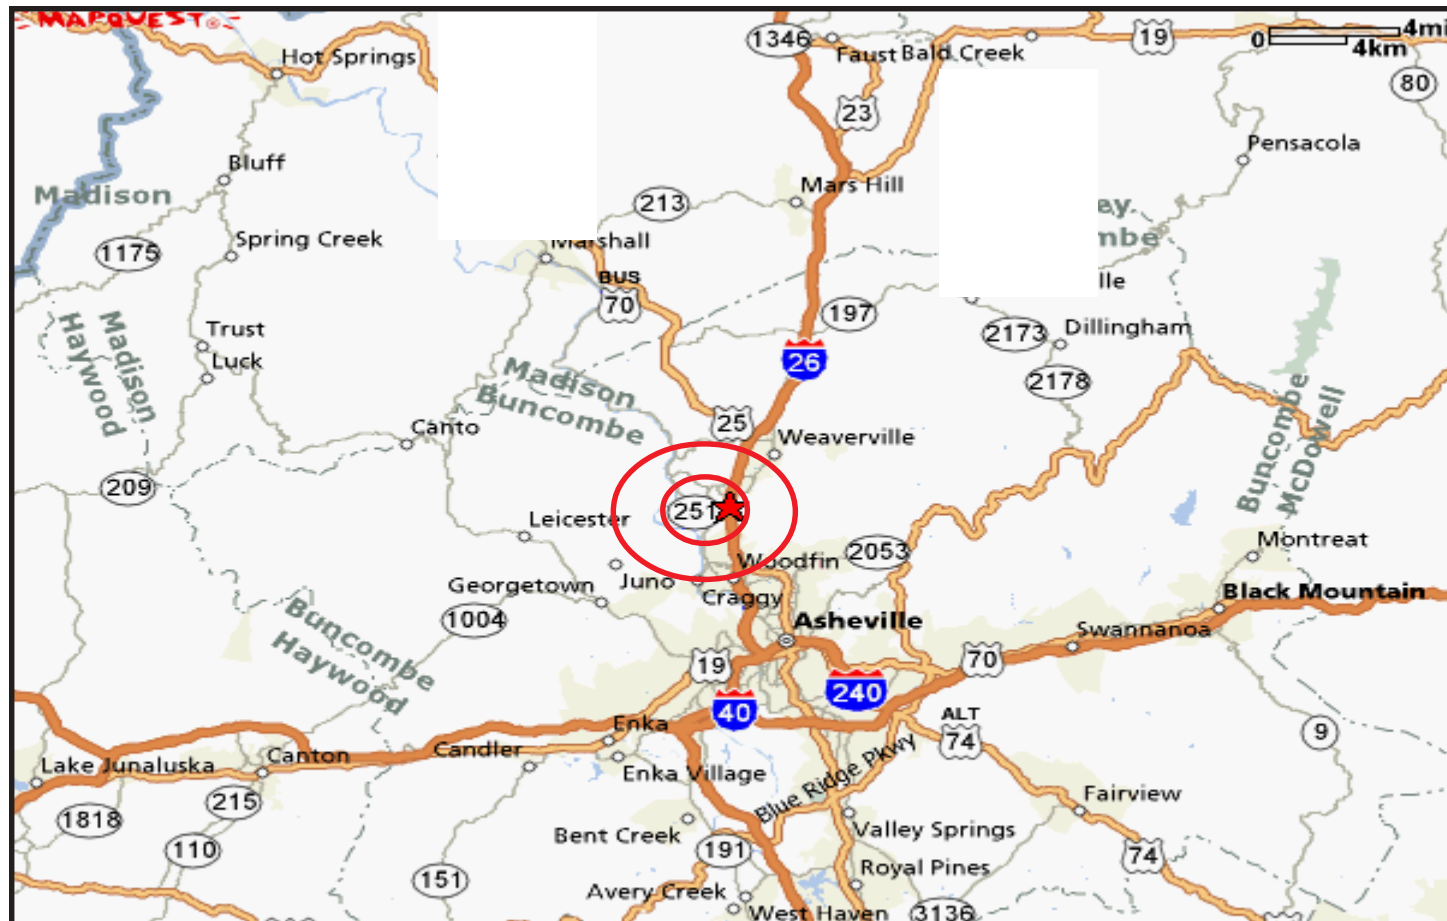 MAPQUEST
1346
Faust
Bald Creek
19
0
4mi
4km
Hot Springs
80
23
Pensacola
Bluff
Madison
Mars Hill
213
ey
mbe
Spring Creek
Marshall
1175
BUS
70
lle
197
2173
Dillingham
Trust
Madison
Haywood
Luck
26
2178
Madison
Buncombe
Buncombe
McDowell
25
Canto
Weaverville
209
251
Leicester
Woodfin
2053
Montreat
Georgetown
Juno
Craggy
Black Mountain
1004
Asheville
Swannanoa
Buncombe
Haywood
19
70
240
40
Enka
ALT
74
9
Candler
Canton
Lake Junaluska
Enka Village
Blue Ridge Pkwy
215
Fairview
1818
Bent Creek
Valley Springs
110
191
74
Royal Pines
151
Avery Creek
West Haven
3136